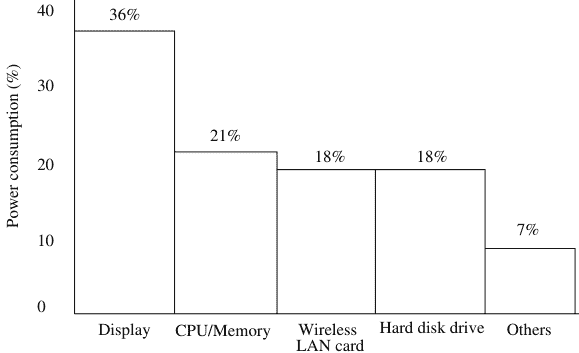 40
36%
30
21%
20
18%
18%
10
7%
0
Power consumption (%)
Display
CPU/Memory
Wireless
LAN card
Hard disk drive
Others